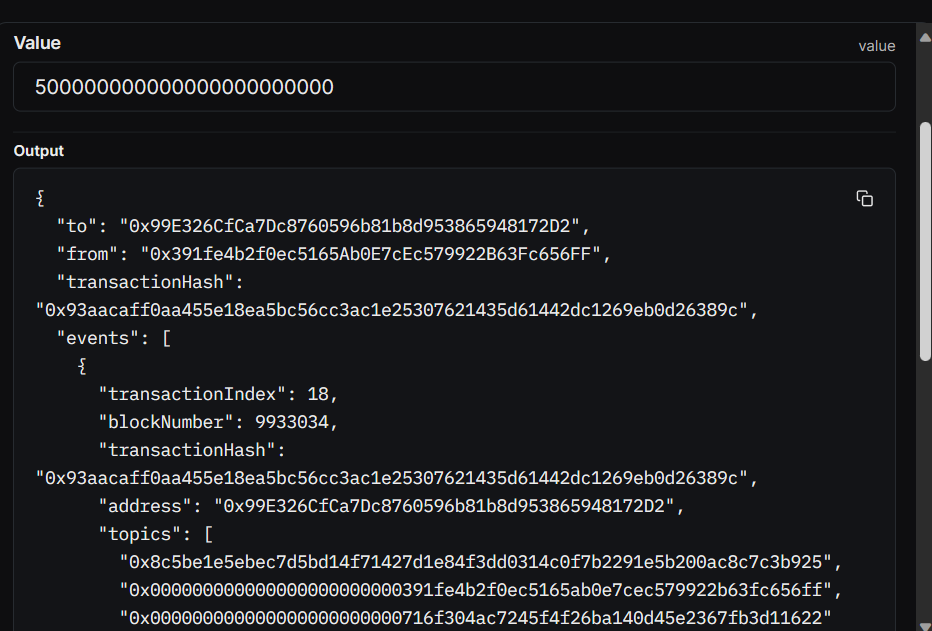 Value
value
500000000000000000000000
Output
{
"to": "0x99E326CfCa7Dc8760596b81b8d953865948172D2",
"from": "0x391fe4b2f0ec5165Ab0E7cEc579922B63Fc656FF",
"transactionHash":
"0x93aacaff0aa455e18ea5bc56cc3ac1e25307621435d61442dc1269eb0d26389c",
"events": [
{
"transactionIndex": 18,
"blockNumber": 9933034,
"transactionHash":
"0x93aacaff0aa455e18ea5bc56cc3ac1e25307621435d61442dc1269eb0d26389c",
"address": "0x99E326CfCa7Dc8760596b81b8d953865948172D2",
"topics": [
"0x8c5be1e5ebec7d5bd14f71427d1e84f3dd0314c0f7b2291e5b200ac8c7c3b925",
"0x000000000000000000000000391fe4b2f0ec5165ab0e7cec579922b63fc656ff",
"0x000000000000000000000000716f304ac7245f4f26ba140d45e2367fb3d11622"